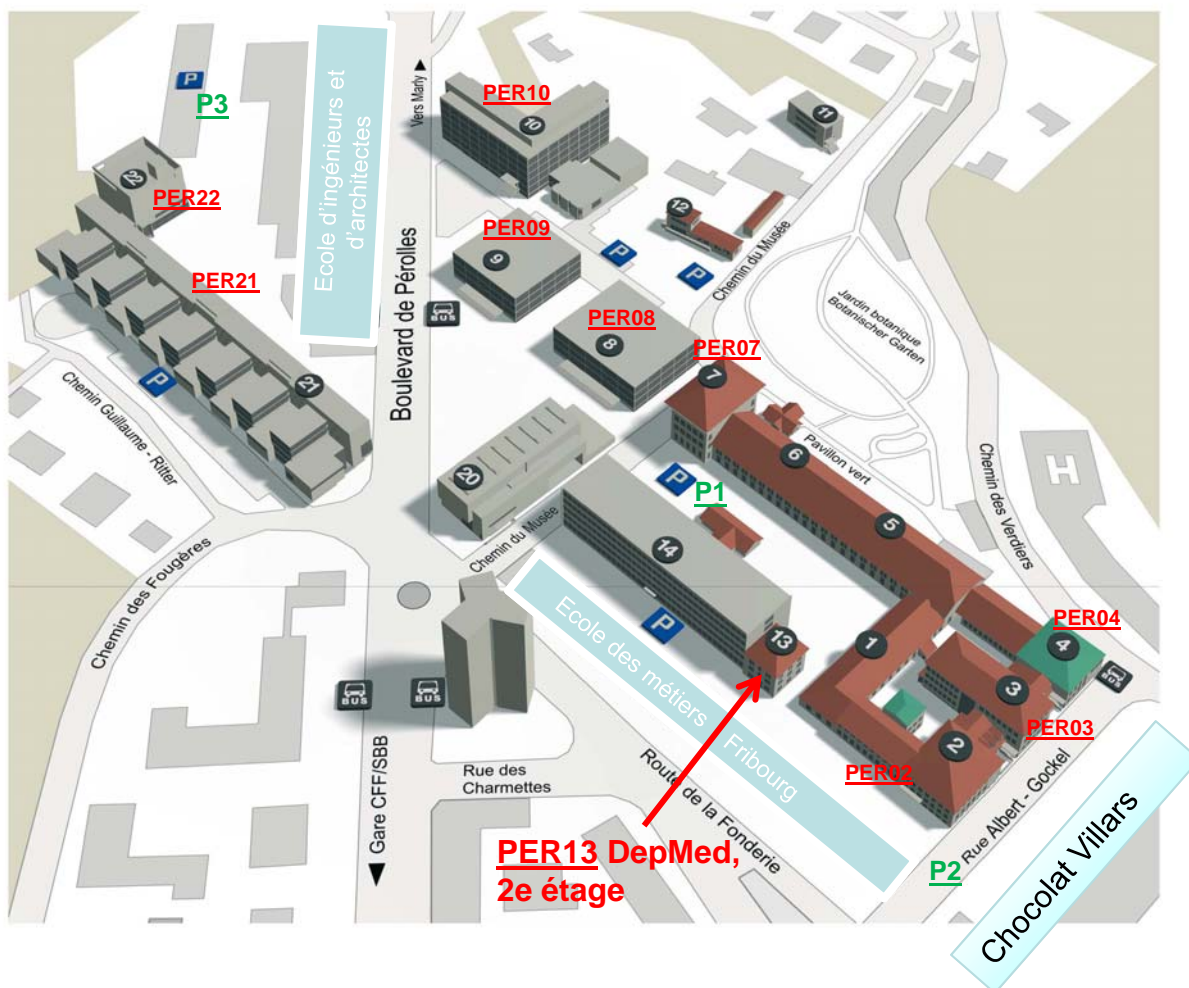 P
P3
Ecole d'ingénieurs et
d'architectes
Vers Marly
PER10
10
11
22
PER22
12
PER09
9
P
P
Chemin du Musée
PER21
Boulevard de Pérolles
BUS
PER08
8
Jardin botanique
Botanischer Garten
PER07
7
P
21
Chemin Guillaume - Ritter
Pavillon vert
6
20
P
P1
5
Chemin des Verdiers
H
Chemin du Musée
14
Chemin des Fougères
Ecole des métiers Fribourg
P
13
1
PER04
4
BUS
3
PER03
2
PER02
BUS
BUS
Gare CFF/SBB
Rue des
Charmettes
Route de la Fonderie
Rue Albert - Gockel
PER13 DepMed,
2e étage
P2
Chocolat Villars